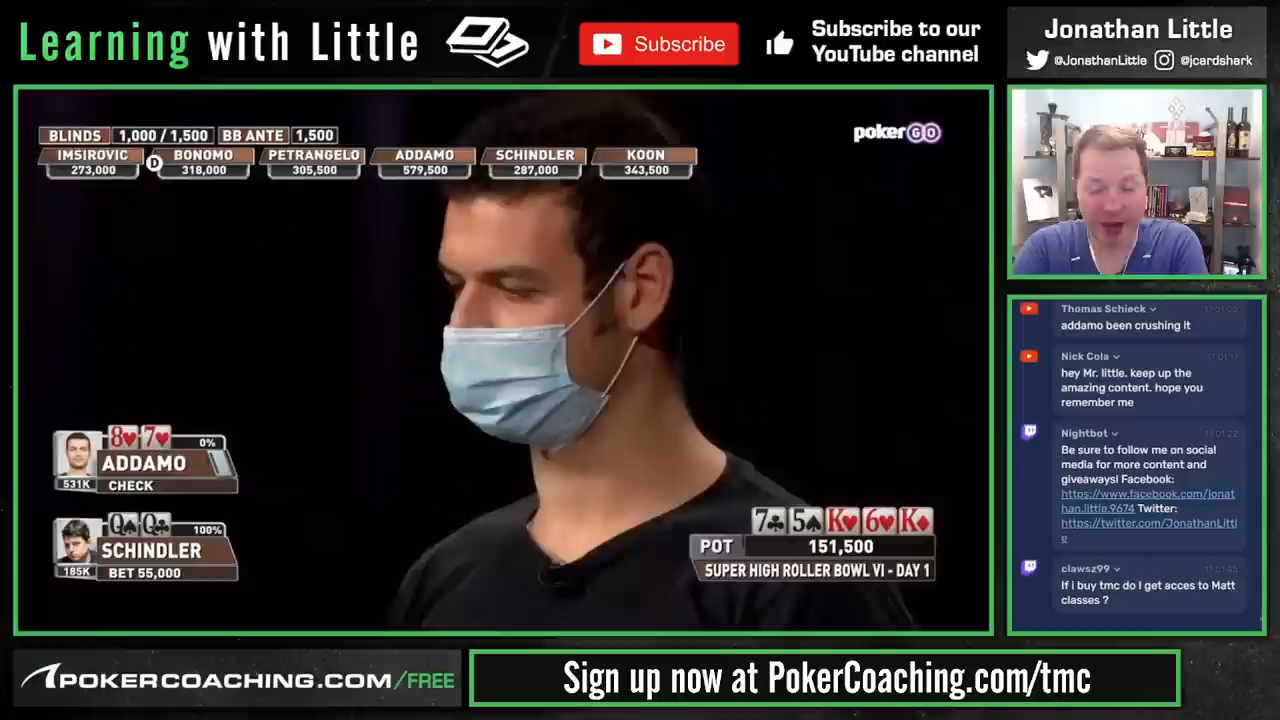 Learning with Little
Subscribe
Subscribe to our
YouTube channel
Jonathan Little
@JonathanLittle @jcardshark
BLINDS 1,000 / 1,500 BB ANTE 1,500
IMSIROVIC D BONOMO PETRANGELO ADDAMO SCHINDLER KOON
273,000 318,000 305,500 579,500 287,000 343,500
pokerGO
8♥ 7♥ 0%
ADDAMO
531K CHECK
Q♠ Q♣ 100%
SCHINDLER
185K BET 55,000
7♣ 5♠ K♥ 6♥ K♦
POT 151,500
SUPER HIGH ROLLER BOWL VI - DAY 1
Thomas Schieck
addamo been crushing it
Nick Cola
hey Mr. little. keep up the
amazing content. hope you
remember me
Nightbot
Be sure to follow me on social
media for more content and
giveaways! Facebook:
https://www.facebook.com/jonat
han.little.9674 Twitter:
https://twitter.com/JonathanLittl
e
clawsz99
If i buy tmc do I get acces to Matt
classes ?
POKERCOACHING.COM/FREE
Sign up now at PokerCoaching.com/tmc